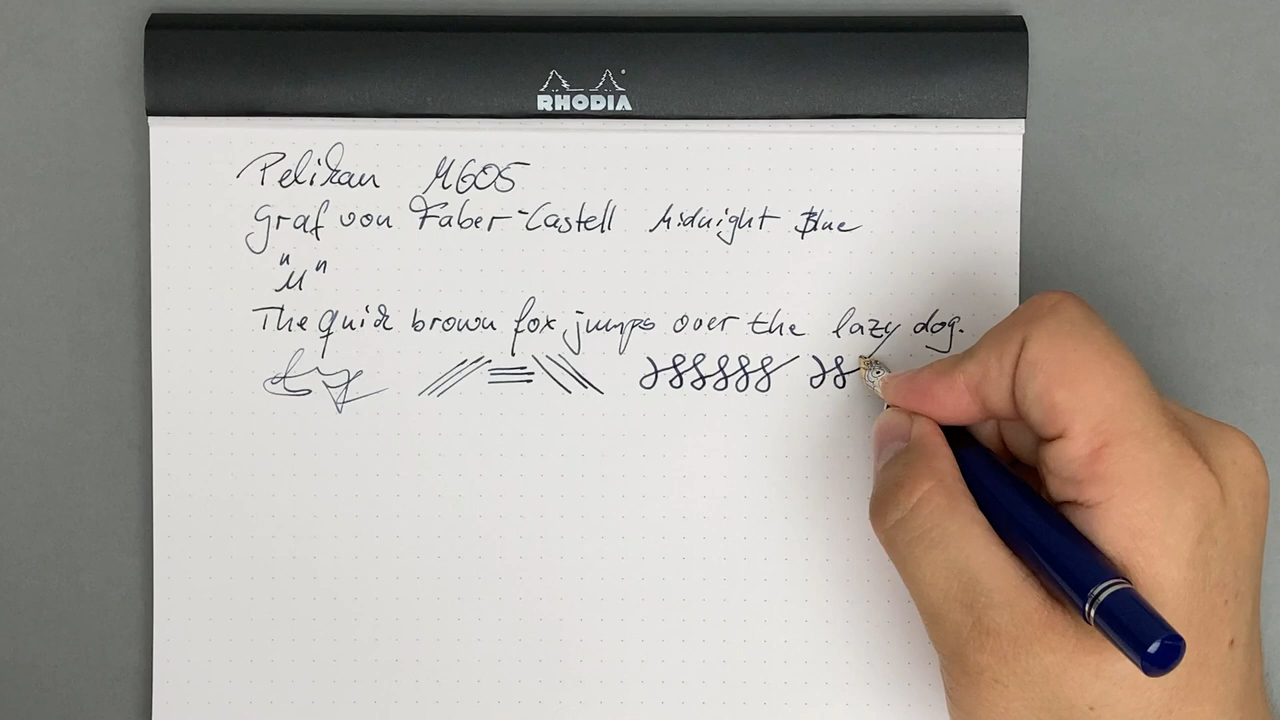 RHODIA
Pelikan M605
Graf von Faber-Castell Midnight Blue
"M"
The quick brown fox jumps over the lazy dog.